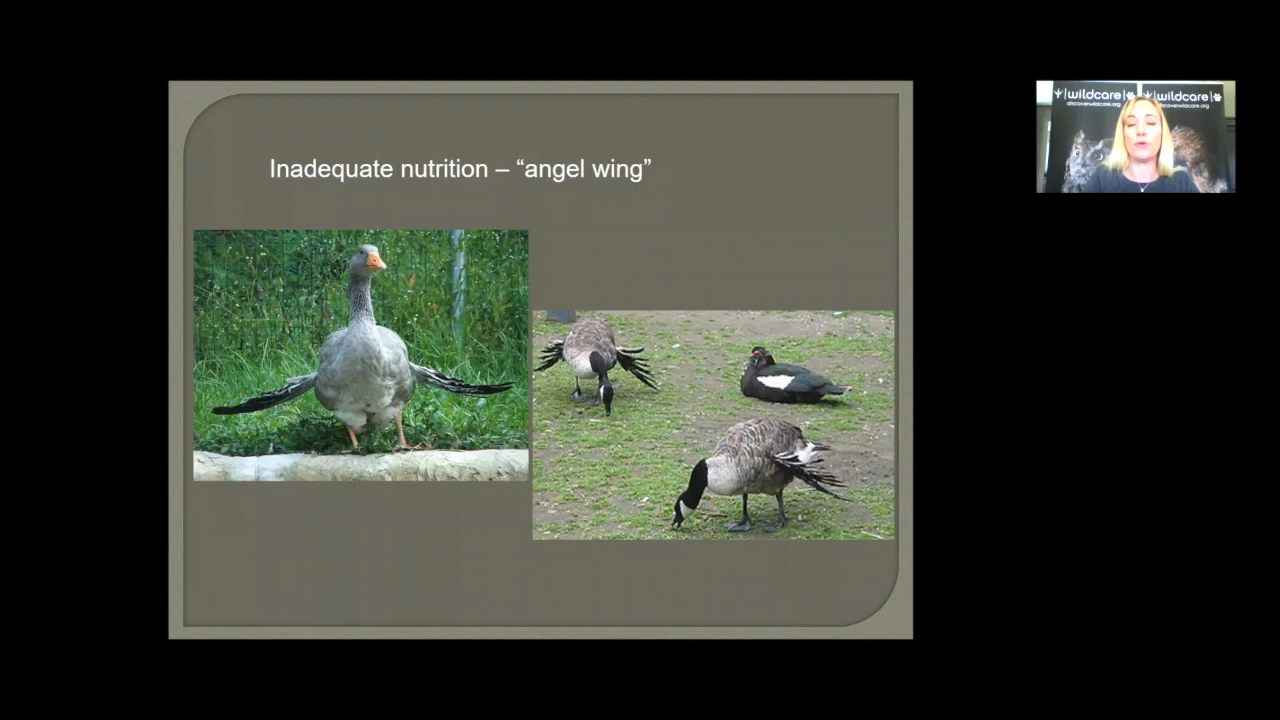 Inadequate nutrition – “angel wing”
wildcare wildcare
discoverwildcare.org discoverwildcare.org